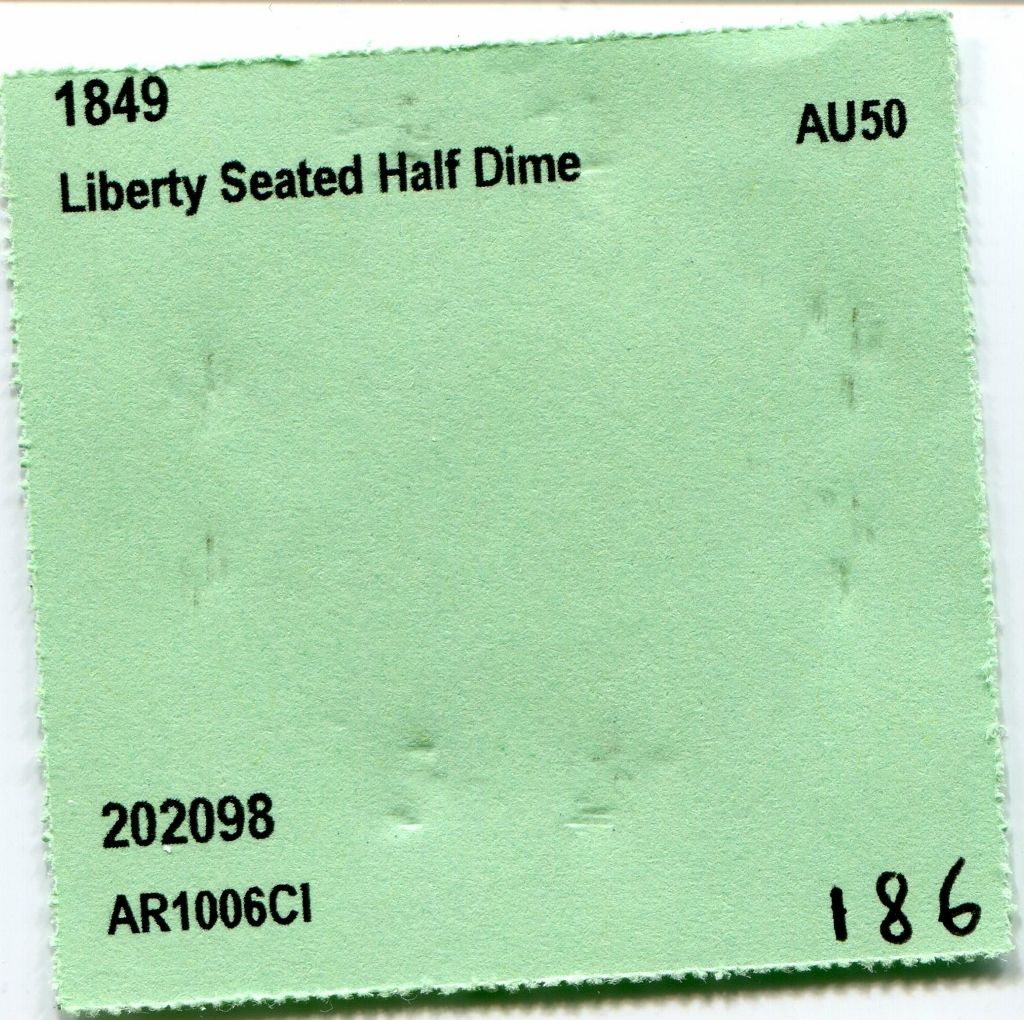 1849
AU50
Liberty Seated Half Dime
202098
AR1006CI
186